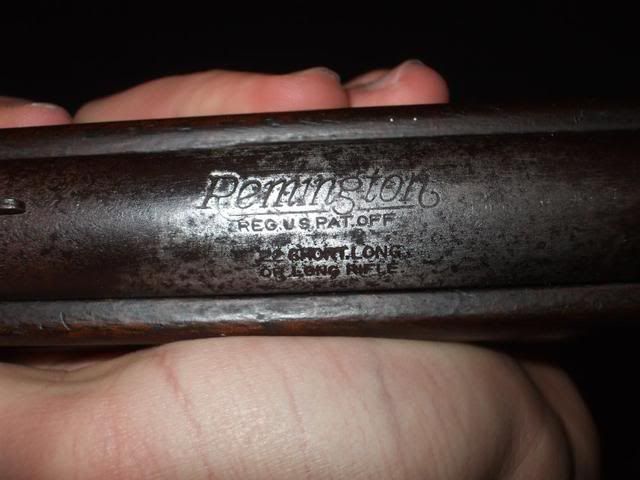 Remington
REG.U.S.PAT.OFF
22 SHORT.LONG
OR LONG RIFLE